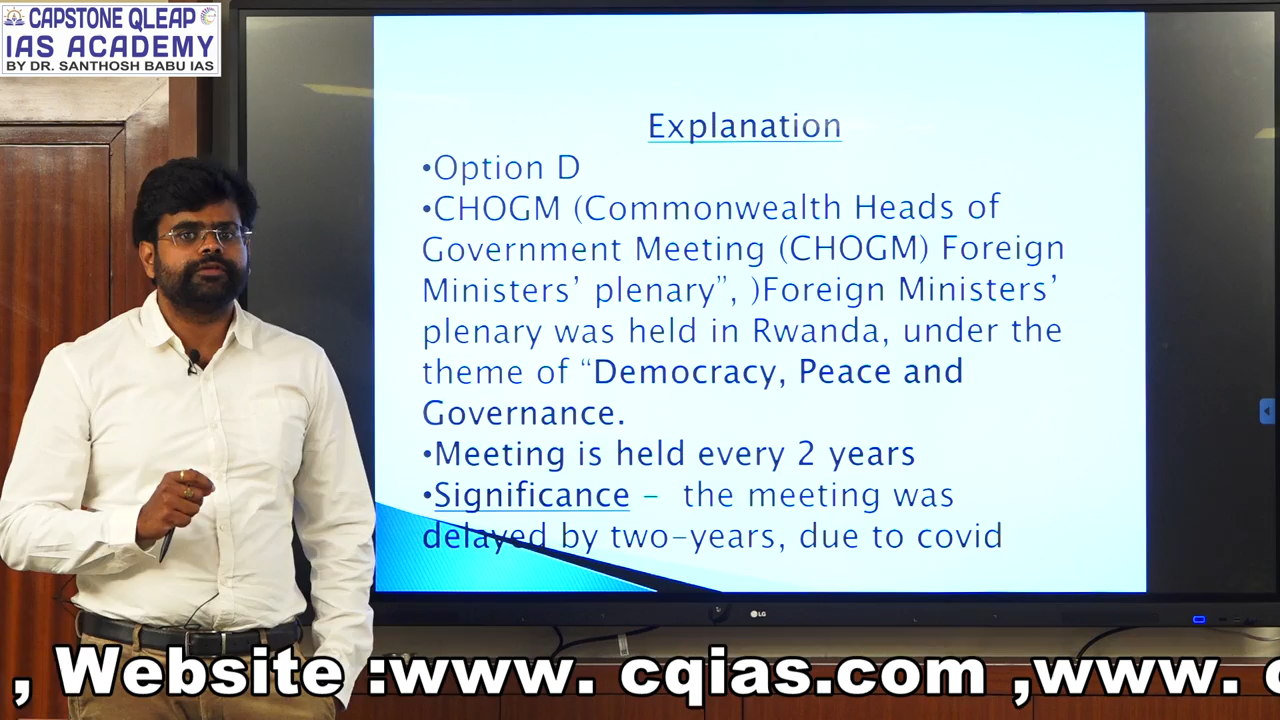 CAPSTONE QLEAP
IAS ACADEMY
BY DR. SANTHOSH BABU IAS
Explanation
•Option D
•CHOGM (Commonwealth Heads of
Government Meeting (CHOGM) Foreign
Ministers’ plenary”, )Foreign Ministers’
plenary was held in Rwanda, under the
theme of “Democracy, Peace and
Governance.
•Meeting is held every 2 years
•Significance – the meeting was
delayed by two-years, due to covid
LG
, Website :www. cqias.com ,www. c